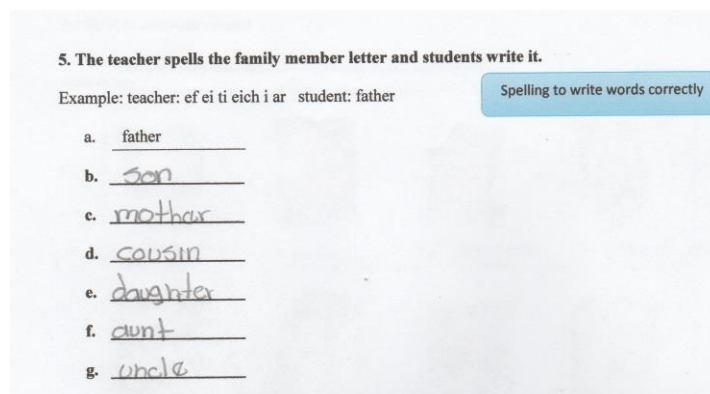 5. The teacher spells the family member letter and students write it.
Example: teacher: ef ei ti eich i ar student: father
Spelling to write words correctly
a. father
b. son
c. mothar
d. cousin
e. daughter
f. aunt
g. uncle